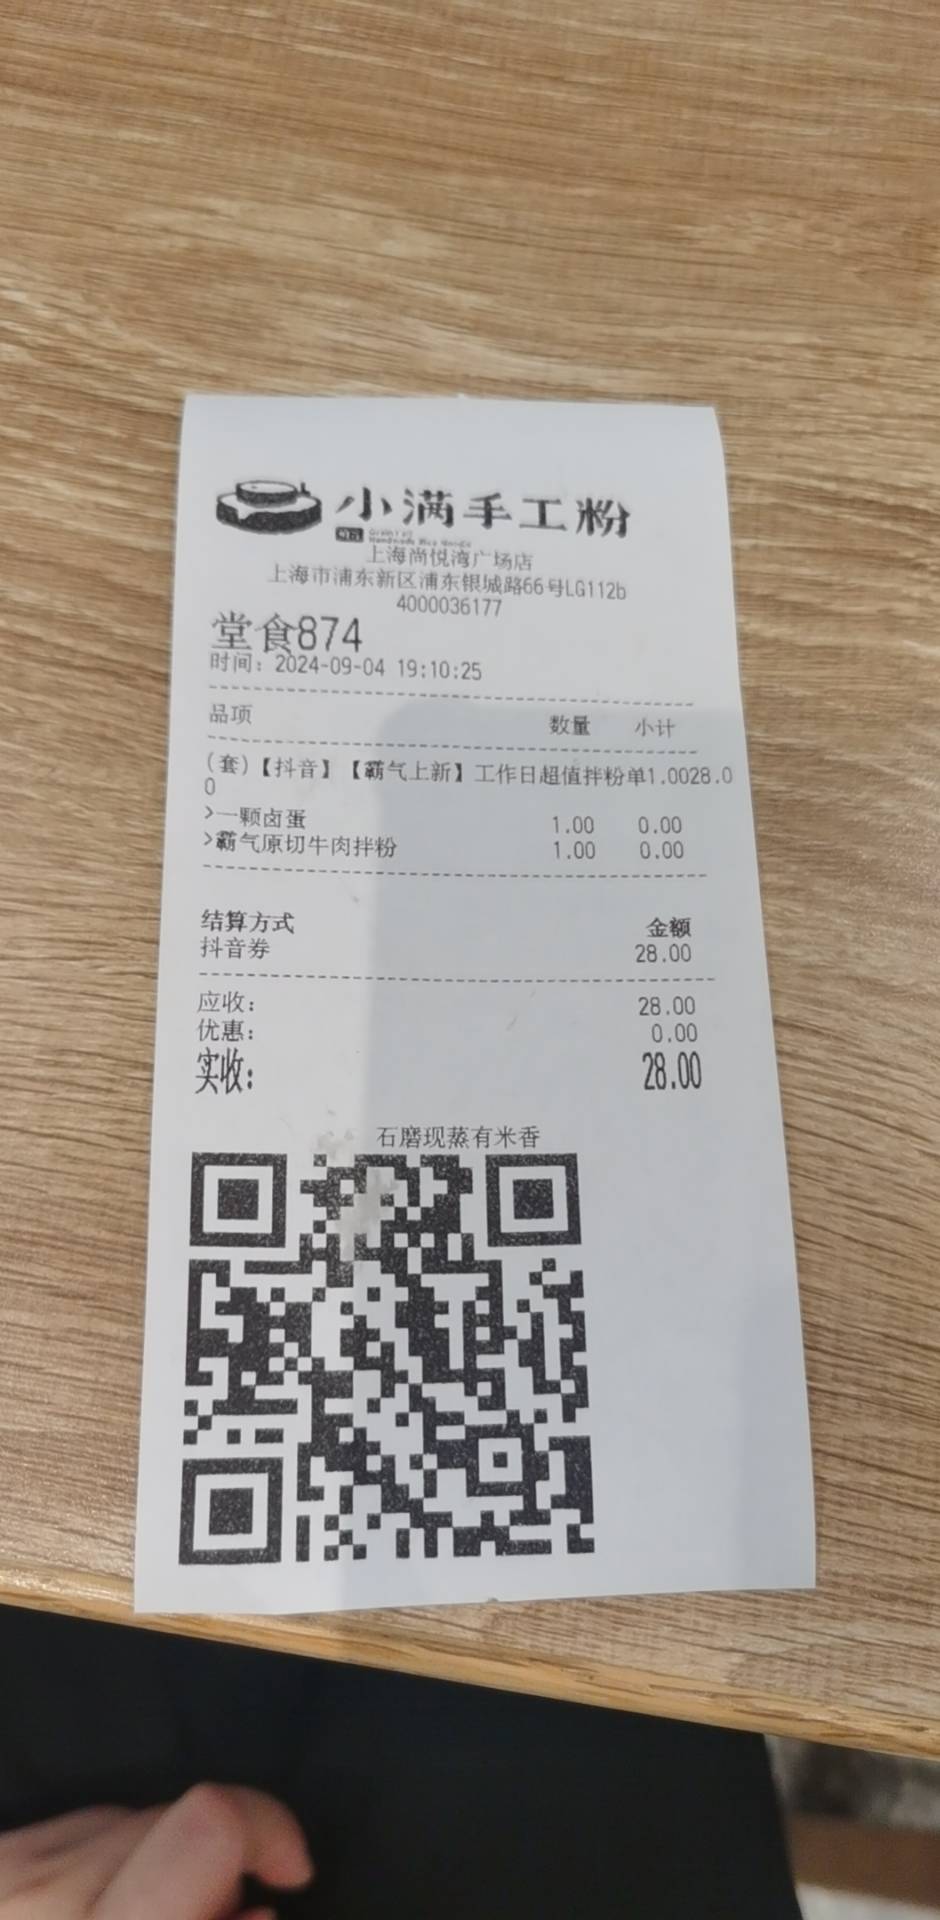 小满手工粉
上海尚悦湾广场店
上海市浦东新区浦东银城路66号LG112b
4000036177
堂食874
时间：2024-09-04 19:10:25
品项 数量 小计
(套)【抖音】【霸气上新】工作日超值拌粉单1.0028.0
0
>一颗卤蛋 1.00 0.00
>霸气原切牛肉拌粉 1.00 0.00
结算方式 金额
抖音券 28.00
应收： 28.00
优惠： 0.00
实收： 28.00
石磨现蒸有米香